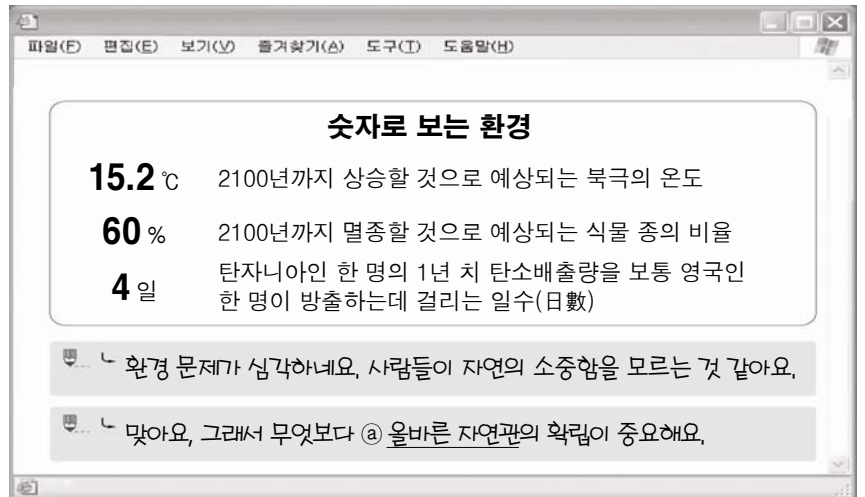 파일(F) 편집(E) 보기(V) 즐겨찾기(A) 도구(T) 도움말(H)
숫자로 보는 환경
15.2 ℃ 2100년까지 상승할 것으로 예상되는 북극의 온도
60 % 2100년까지 멸종할 것으로 예상되는 식물 종의 비율
4 일 탄자니아인 한 명의 1년 치 탄소배출량을 보통 영국인
한 명이 방출하는데 걸리는 일수(日數)
환경 문제가 심각하네요. 사람들이 자연의 소중함을 모르는 것 같아요.
맞아요, 그래서 무엇보다 ⓐ 올바른 자연관의 확립이 중요해요.